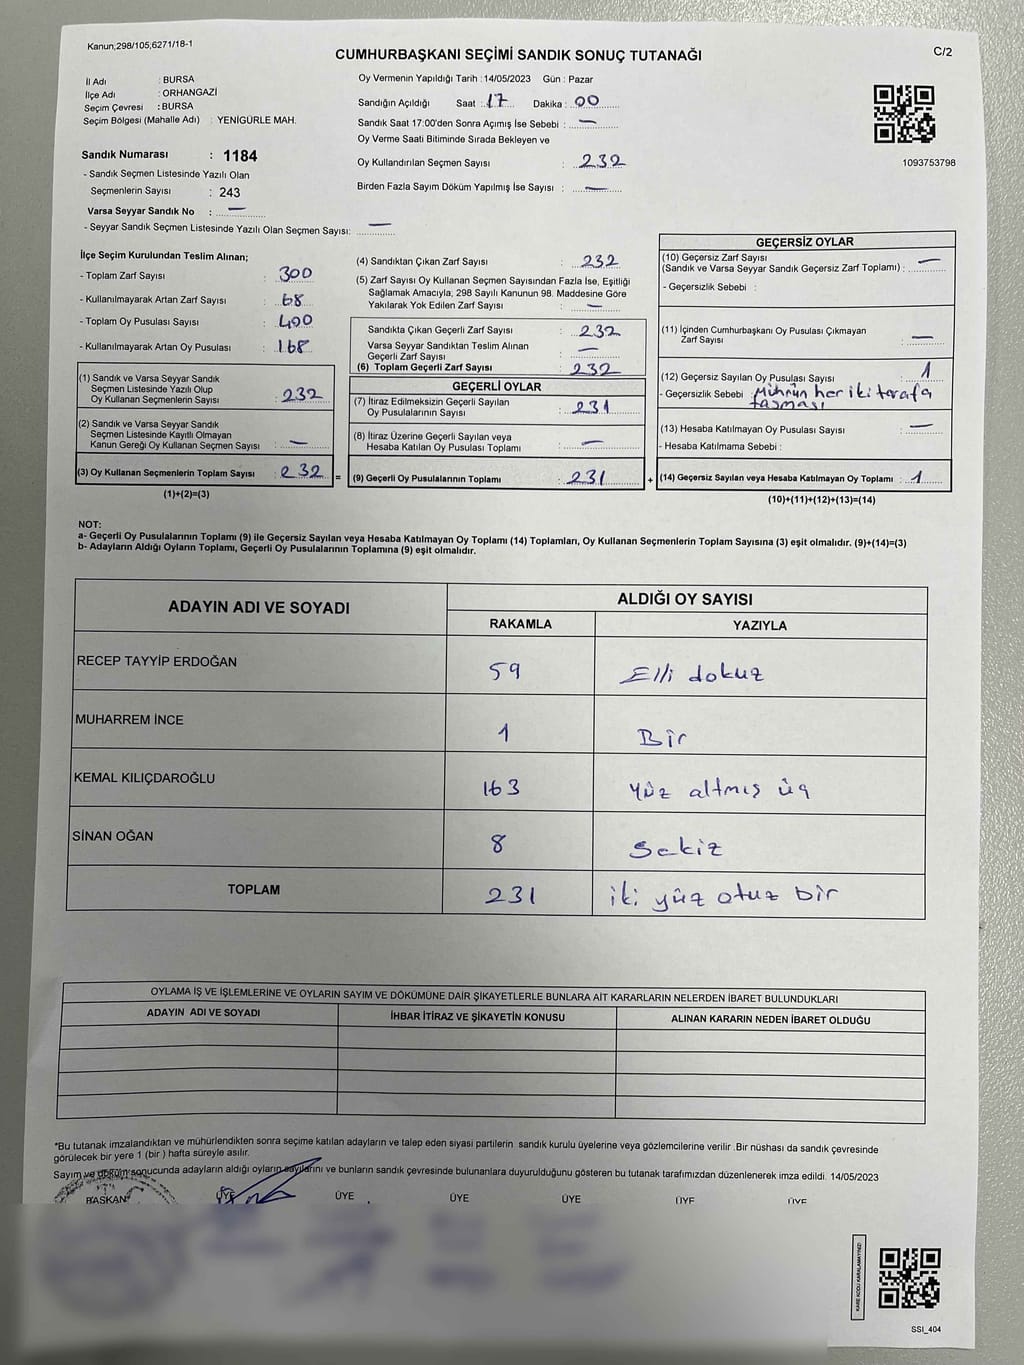 Kanun;298/105;6271/18-1
CUMHURBAŞKANI SEÇİMİ SANDIK SONUÇ TUTANAĞI
C/2
İl Adı : BURSA
İlçe Adı : ORHANGAZİ
Seçim Çevresi : BURSA
Seçim Bölgesi (Mahalle Adı) : YENİGÜRLE MAH.
Sandık Numarası : 1184
- Sandık Seçmen Listesinde Yazılı Olan
Seçmenlerin Sayısı : 243
Varsa Seyyar Sandık No : —
- Seyyar Sandık Seçmen Listesinde Yazılı Olan Seçmen Sayısı: —
Oy Vermenin Yapıldığı Tarih : 14/05/2023 Gün : Pazar
Sandığın Açıldığı Saat : 17 Dakika : 00
Sandık Saat 17:00'den Sonra Açımış İse Sebebi : —
Oy Verme Saati Bitiminde Sırada Bekleyen ve
Oy Kullandırılan Seçmen Sayısı : 232
Birden Fazla Sayım Döküm Yapılmış İse Sayısı : —
1093753798
İlçe Seçim Kurulundan Teslim Alınan;
- Toplam Zarf Sayısı : 300
- Kullanılmayarak Artan Zarf Sayısı : 68
- Toplam Oy Pusulası Sayısı : 400
- Kullanılmayarak Artan Oy Pusulası : 168
(1) Sandık ve Varsa Seyyar Sandık
Seçmen Listesinde Yazılı Olup
Oy Kullanan Seçmenlerin Sayısı : 232
(2) Sandık ve Varsa Seyyar Sandık
Seçmen Listesinde Kayıtlı Olmayan
Kanun Gereği Oy Kullanan Seçmen Sayısı : —
(3) Oy Kullanan Seçmenlerin Toplam Sayısı : 232
(1)+(2)=(3)
=
(4) Sandıktan Çıkan Zarf Sayısı : 232
(5) Zarf Sayısı Oy Kullanan Seçmen Sayısından Fazla İse, Eşitliği
Sağlamak Amacıyla, 298 Sayılı Kanunun 98. Maddesine Göre
Yakılarak Yok Edilen Zarf Sayısı : —
Sandıkta Çıkan Geçerli Zarf Sayısı : 232
Varsa Seyyar Sandıktan Teslim Alınan
Geçerli Zarf Sayısı : —
(6) Toplam Geçerli Zarf Sayısı : 232
GEÇERLİ OYLAR
(7) İtiraz Edilmeksizin Geçerli Sayılan
Oy Pusulalarının Sayısı : 231
(8) İtiraz Üzerine Geçerli Sayılan veya
Hesaba Katılan Oy Pusulası Toplamı : —
(9) Geçerli Oy Pusulalarının Toplamı : 231
+
GEÇERSİZ OYLAR
(10) Geçersiz Zarf Sayısı
(Sandık ve Varsa Seyyar Sandık Geçersiz Zarf Toplamı) : —
- Geçersizlik Sebebi :
(11) İçinden Cumhurbaşkanı Oy Pusulası Çıkmayan
Zarf Sayısı : —
(12) Geçersiz Sayılan Oy Pusulası Sayısı : 1
- Geçersizlik Sebebi : Mührün her iki tarafa
taşması
(13) Hesaba Katılmayan Oy Pusulası Sayısı : —
- Hesaba Katılmama Sebebi :
(14) Geçersiz Sayılan veya Hesaba Katılmayan Oy Toplamı : 1
(10)+(11)+(12)+(13)=(14)
NOT:
a- Geçerli Oy Pusulalarının Toplamı (9) ile Geçersiz Sayılan veya Hesaba Katılmayan Oy Toplamı (14) Toplamları, Oy Kullanan Seçmenlerin Toplam Sayısına (3) eşit olmalıdır. (9)+(14)=(3)
b- Adayların Aldığı Oyların Toplamı, Geçerli Oy Pusulalarının Toplamına (9) eşit olmalıdır.
ADAYIN ADI VE SOYADI
ALDIĞI OY SAYISI
RAKAMLA YAZIYLA
RECEP TAYYİP ERDOĞAN 59 Elli dokuz
MUHARREM İNCE 1 Bir
KEMAL KILIÇDAROĞLU 163 Yüz altmış üç
SİNAN OĞAN 8 Sekiz
TOPLAM 231 iki yüz otuz bir
OYLAMA İŞ VE İŞLEMLERİNE VE OYLARIN SAYIM VE DÖKÜMÜNE DAİR ŞİKAYETLERLE BUNLARA AİT KARARLARIN NELERDEN İBARET BULUNDUKLARI
ADAYIN ADI VE SOYADI İHBAR İTİRAZ VE ŞİKAYETİN KONUSU ALINAN KARARIN NEDEN İBARET OLDUĞU
*Bu tutanak imzalandıktan ve mühürlendikten sonra seçime katılan adayların ve talep eden siyasi partilerin sandık kurulu üyelerine veya gözlemcilerine verilir .Bir nüshası da sandık çevresinde
görülecek bir yere 1 (bir ) hafta süreyle asılır.
Sayım ve döküm sonucunda adayların aldığı oyların sayılarını ve bunların sandık çevresinde bulunanlara duyurulduğunu gösteren bu tutanak tarafımızdan düzenlenerek imza edildi. 14/05/2023
BAŞKAN ÜYE ÜYE ÜYE ÜYE ÜYE ÜYE
KARE KODU KARALAMAYINIZ!
SSI_404